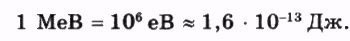 1 МеВ = 10⁶ еВ ≈ 1,6 · 10⁻¹³ Дж.